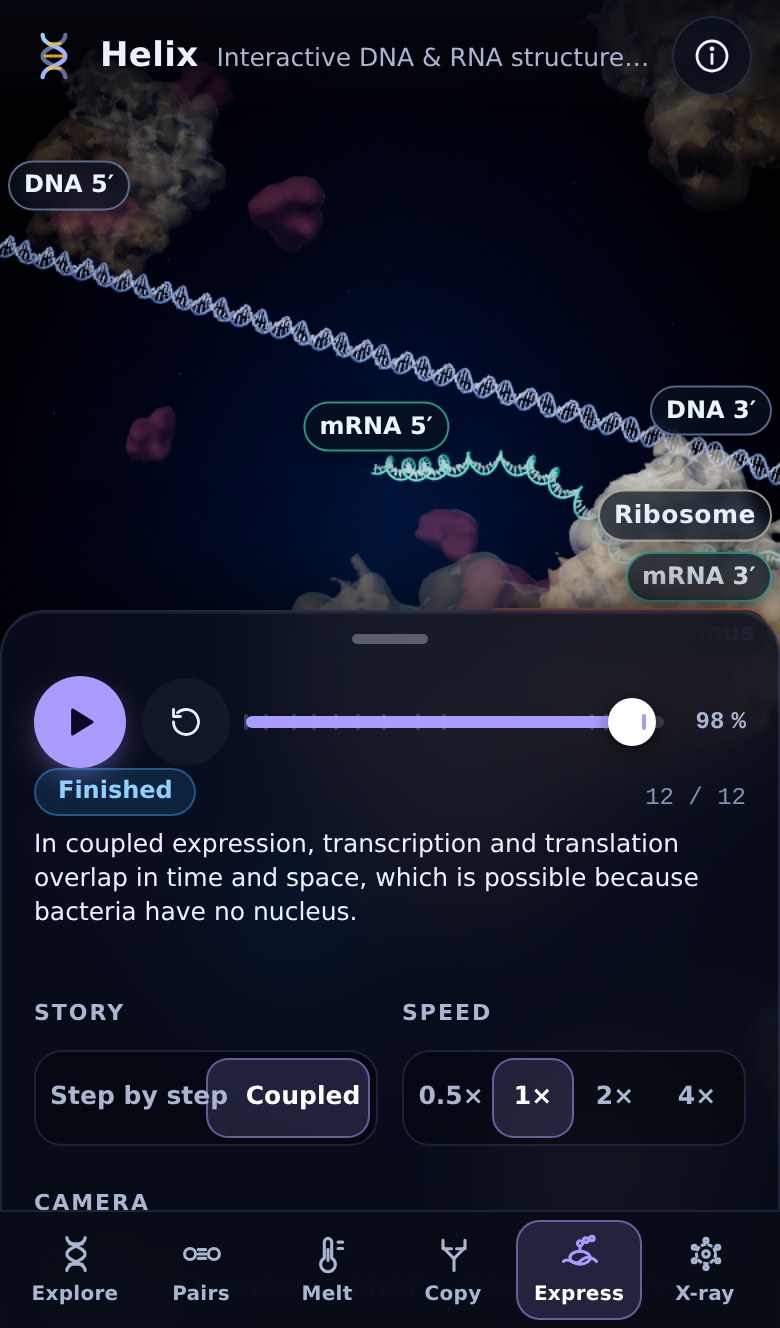 Helix Interactive DNA & RNA structure...
DNA 5′
DNA 3′
mRNA 5′
Ribosome
mRNA 3′
98 %
Finished
12 / 12
In coupled expression, transcription and translation
overlap in time and space, which is possible because
bacteria have no nucleus.
STORY
SPEED
Step by step Coupled
0.5× 1× 2× 4×
CAMERA
Explore Pairs Melt Copy Express X-ray